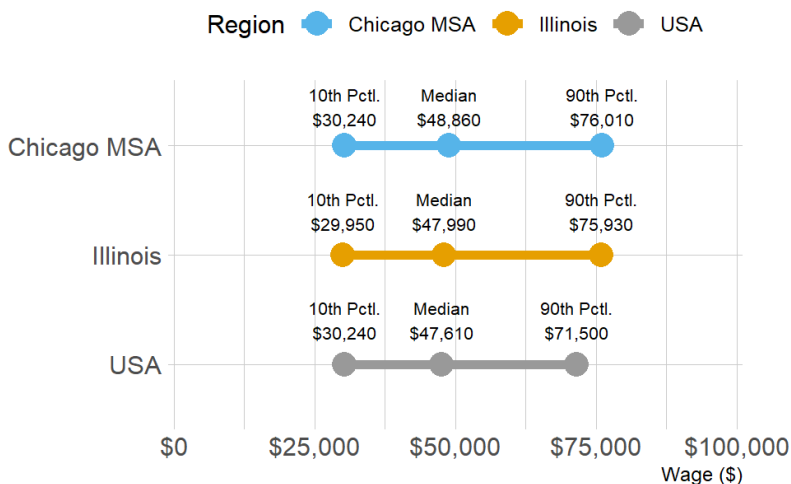 Region Chicago MSA Illinois USA
10th Pctl. Median 90th Pctl.
$30,240 $48,860 $76,010
Chicago MSA
10th Pctl. Median 90th Pctl.
$29,950 $47,990 $75,930
Illinois
10th Pctl. Median 90th Pctl.
$30,240 $47,610 $71,500
USA
$0 $25,000 $50,000 $75,000 $100,000
Wage ($)